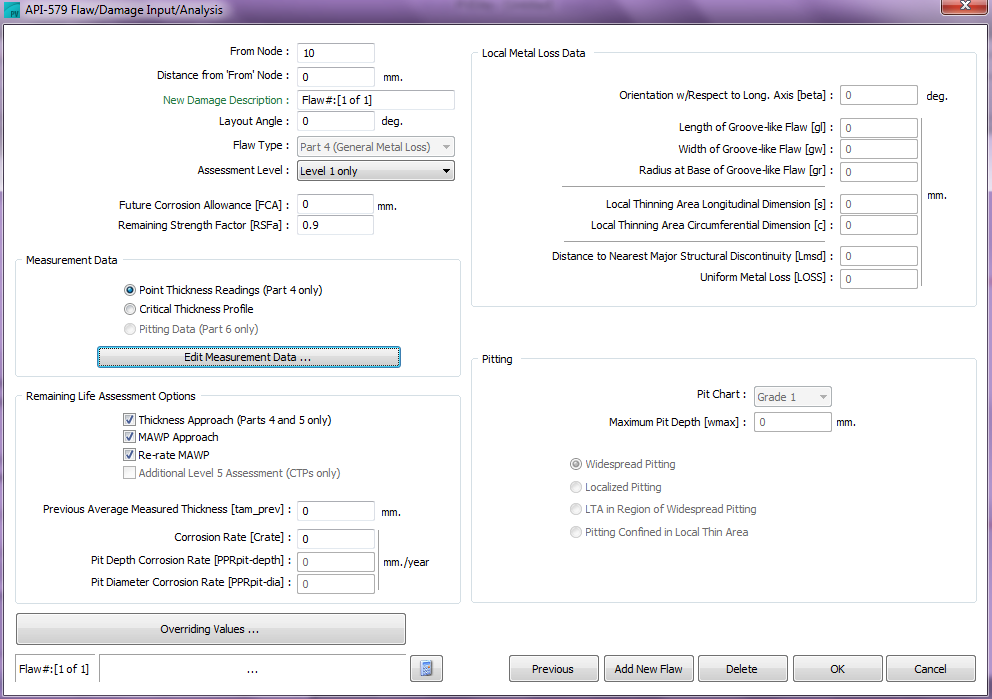 API-579 Flaw/Damage Input/Analysis
From Node : 10
Distance from 'From' Node : 0 mm.
New Damage Description : Flaw#:[1 of 1]
Layout Angle : 0 deg.
Flaw Type : Part 4 (General Metal Loss)
Assessment Level : Level 1 only
Future Corrosion Allowance [FCA] : 0 mm.
Remaining Strength Factor [RSFa] : 0.9
Measurement Data
Point Thickness Readings (Part 4 only)
Critical Thickness Profile
Pitting Data (Part 6 only)
Edit Measurement Data ...
Remaining Life Assessment Options
Thickness Approach (Parts 4 and 5 only)
MAWP Approach
Re-rate MAWP
Additional Level 5 Assessment (CTPs only)
Previous Average Measured Thickness [tam_prev] : 0 mm.
Corrosion Rate [Crate] : 0
Pit Depth Corrosion Rate [PPRpit-depth] : 0 mm./year
Pit Diameter Corrosion Rate [PPRpit-dia] : 0
Overriding Values ...
Flaw#:[1 of 1] ...
Local Metal Loss Data
Orientation w/Respect to Long. Axis [beta] : 0 deg.
Length of Groove-like Flaw [gl] : 0
Width of Groove-like Flaw [gw] : 0
Radius at Base of Groove-like Flaw [gr] : 0
mm.
Local Thinning Area Longitudinal Dimension [s] : 0
Local Thinning Area Circumferential Dimension [c] : 0
Distance to Nearest Major Structural Discontinuity [Lmsd] : 0
Uniform Metal Loss [LOSS] : 0
Pitting
Pit Chart : Grade 1
Maximum Pit Depth [wmax] : 0 mm.
Widespread Pitting
Localized Pitting
LTA in Region of Widespread Pitting
Pitting Confined in Local Thin Area
Previous Add New Flaw Delete OK Cancel